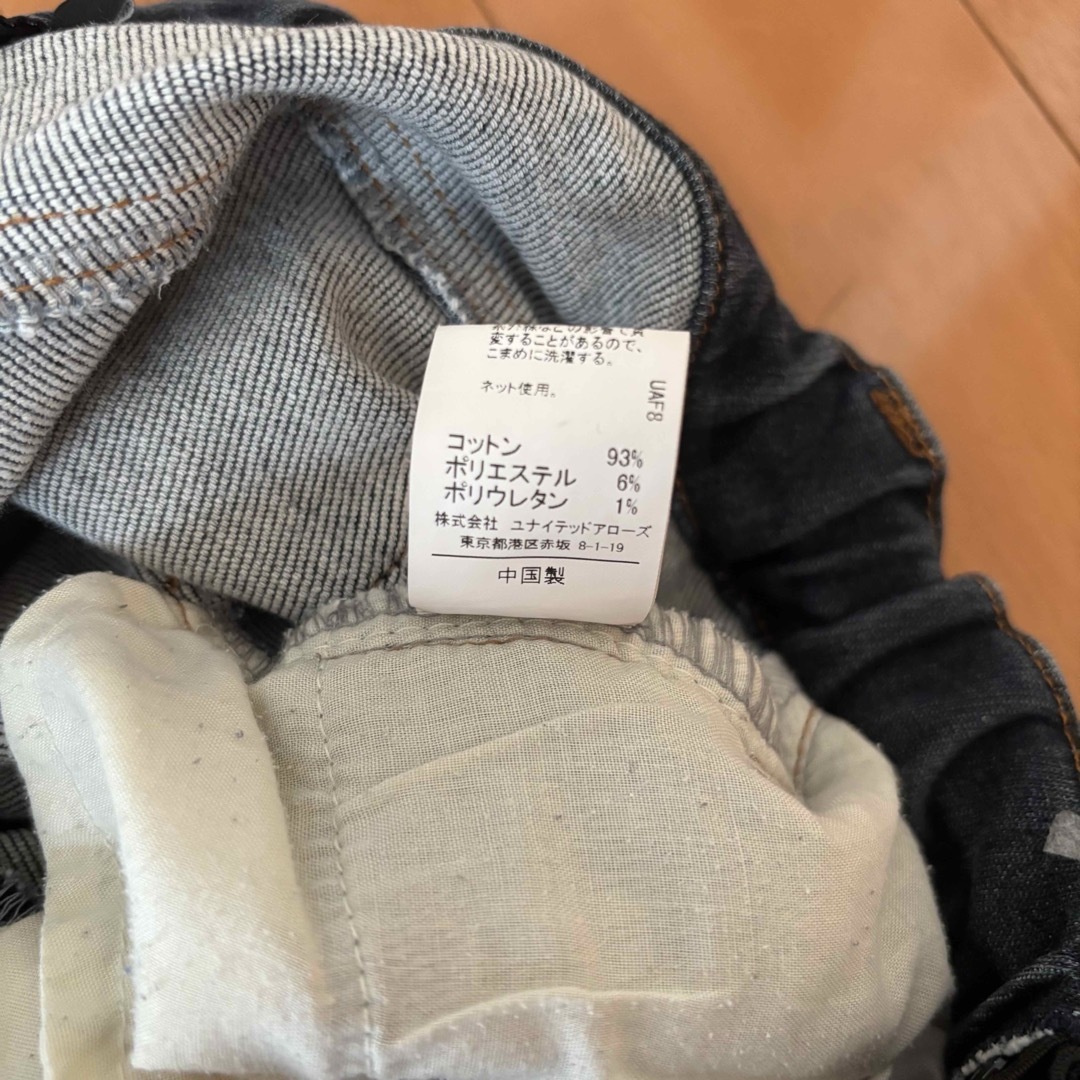 変することがあるので、
こまめに洗濯する。
ネット使用。
UAF8
コットン 93%
ポリエステル 6%
ポリウレタン 1%
株式会社 ユナイテッドアローズ
東京都港区赤坂 8-1-19
中国製